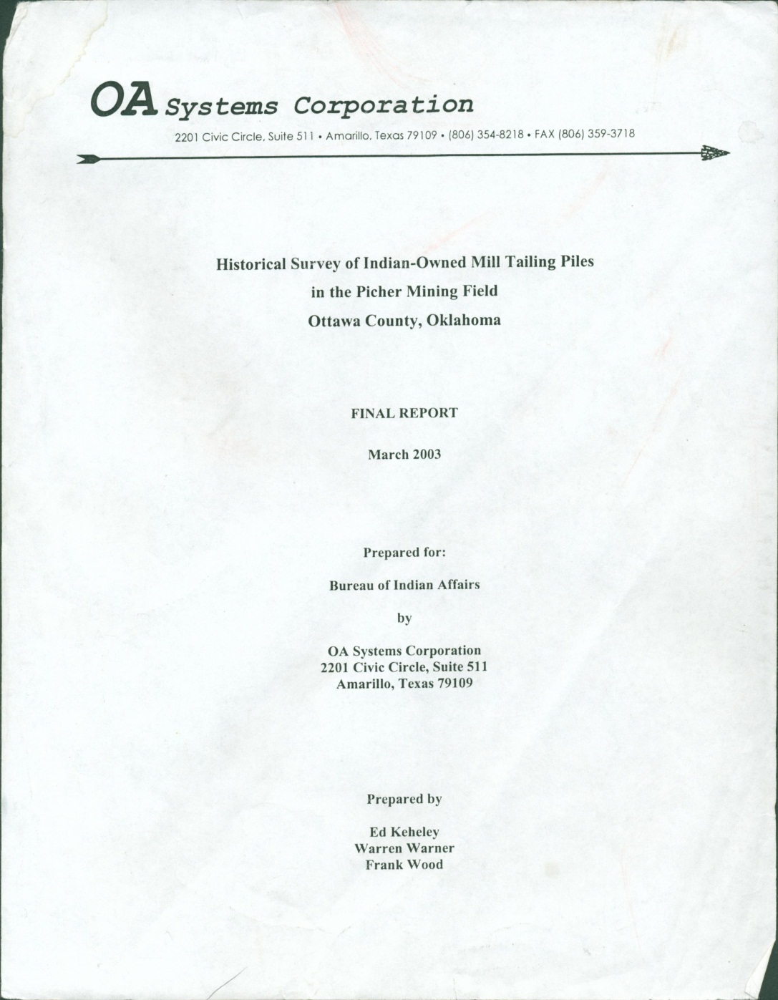 OA Systems Corporation
2201 Civic Circle, Suite 511 • Amarillo, Texas 79109 • (806) 354-8218 • FAX (806) 359-3718
Historical Survey of Indian-Owned Mill Tailing Piles
in the Picher Mining Field
Ottawa County, Oklahoma
FINAL REPORT
March 2003
Prepared for:
Bureau of Indian Affairs
by
OA Systems Corporation
2201 Civic Circle, Suite 511
Amarillo, Texas 79109
Prepared by
Ed Keheley
Warren Warner
Frank Wood